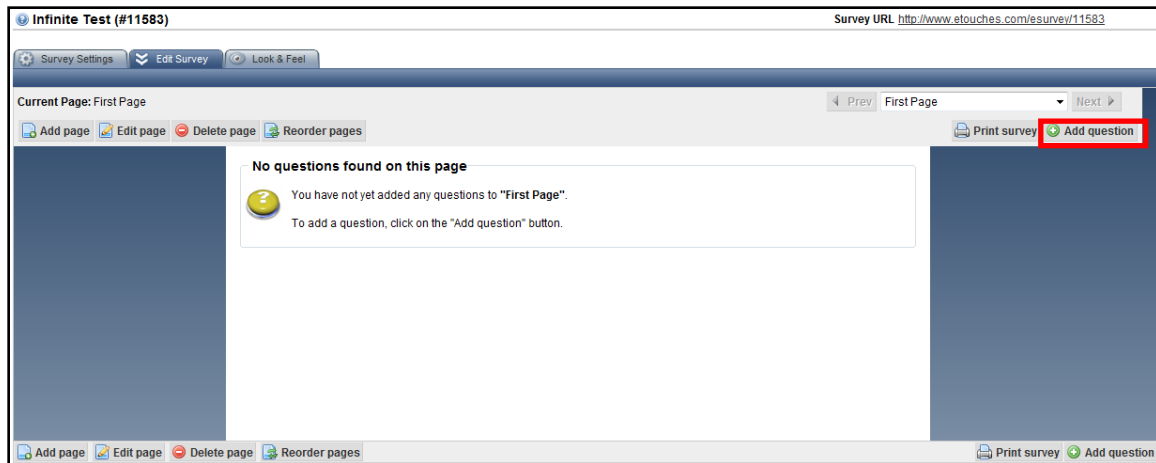 Infinite Test (#11583) Survey URL http://www.etouches.com/esurvey/11583
Survey Settings Edit Survey Look & Feel
Current Page: First Page Prev First Page Next
Add page Edit page Delete page Reorder pages Print survey Add question
No questions found on this page
You have not yet added any questions to "First Page".
To add a question, click on the "Add question" button.
Add page Edit page Delete page Reorder pages Print survey Add question